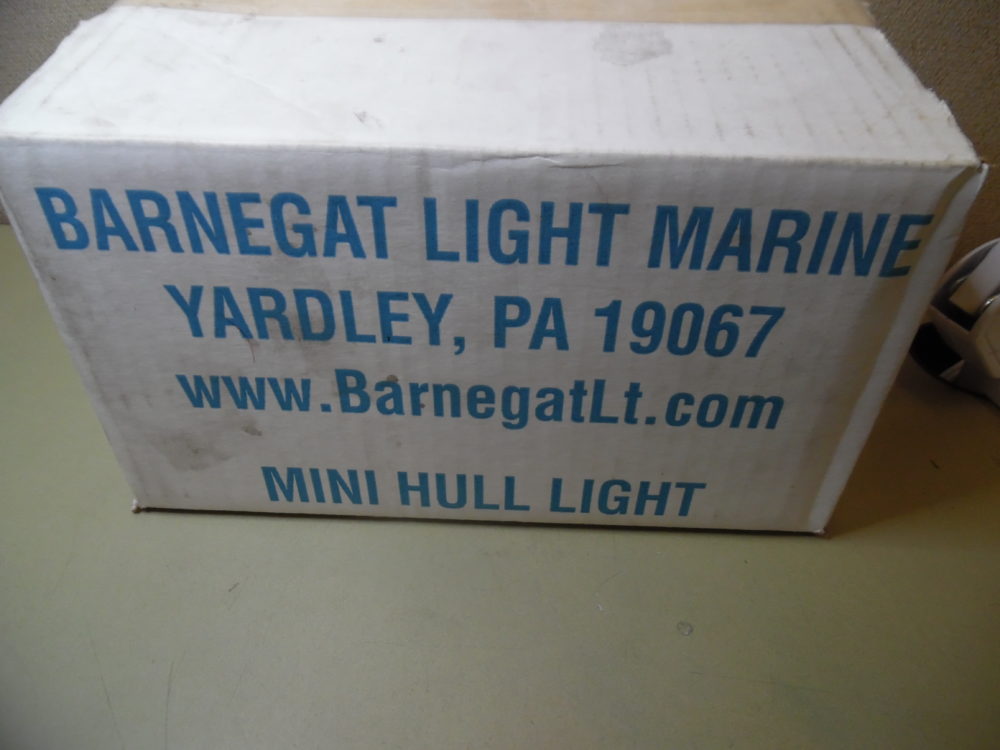 BARNEGAT LIGHT MARINE
YARDLEY, PA 19067
www.BarnegatLt.com
MINI HULL LIGHT